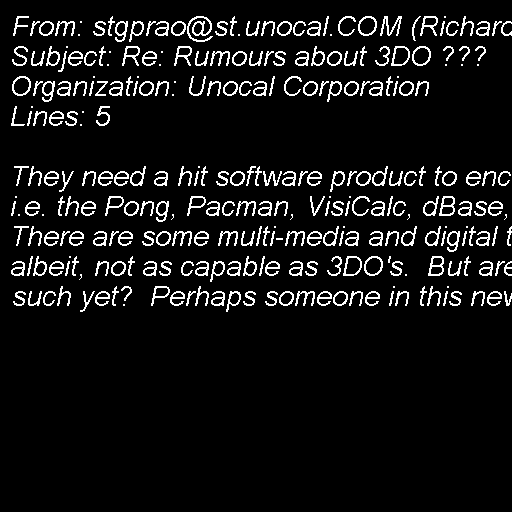 From: stgprao@st.unocal.COM (Richard
Subject: Re: Rumours about 3DO ???
Organization: Unocal Corporation
Lines: 5

They need a hit software product to enc
i.e. the Pong, Pacman, VisiCalc, dBase,
There are some multi-media and digital t
albeit, not as capable as 3DO's.  But are
such yet?  Perhaps someone in this new